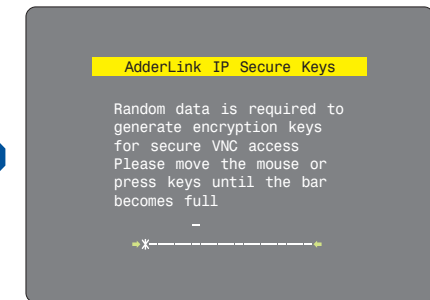 AdderLink IP Secure Keys
Random data is required to
generate encryption keys
for secure VNC access
Please move the mouse or
press keys until the bar
becomes full